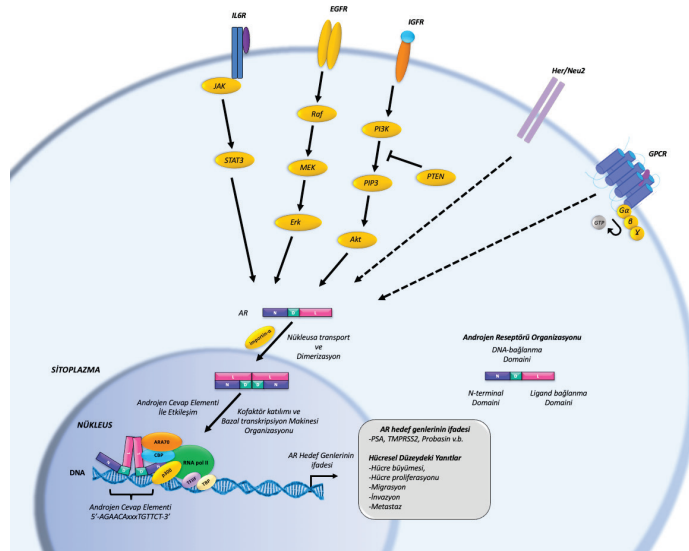 IL6R
EGFR
IGFR
Her/Neu2
GPCR
JAK
Raf
PI3K
STAT3
MEK
PTEN
PIP3
Erk
Akt
Gα
β
GTP
AR
N
D
L
importin-α
Nükleusa transport
ve
Dimerizasyon
Androjen Reseptörü Organizasyonu
DNA-bağlanma
Domaini
N
D
L
N-terminal
Domaini
Ligand bağlanma
Domaini
SİTOPLAZMA
L
L
N
D
D
N
Androjen Cevap Elementi
İle Etkileşim
Kofaktör katılımı ve
Bazal transkripsiyon Makinesi
Organizasyonu
NÜKLEUS
ARA70
CBP
p300
RNA pol II
TFIIF
TBP
DNA
AR Hedef Genlerinin
ifadesi
Androjen Cevap Elementi
5’-AGAACAxxxTGTTCT-3’
AR hedef genlerinin ifadesi
-PSA, TMPRSS2, Probasin v.b.
Hücresel Düzeydeki Yanıtlar
-Hücre büyümesi,
-Hücre proliferasyonu
-Migrasyon
-İnvazyon
-Metastaz